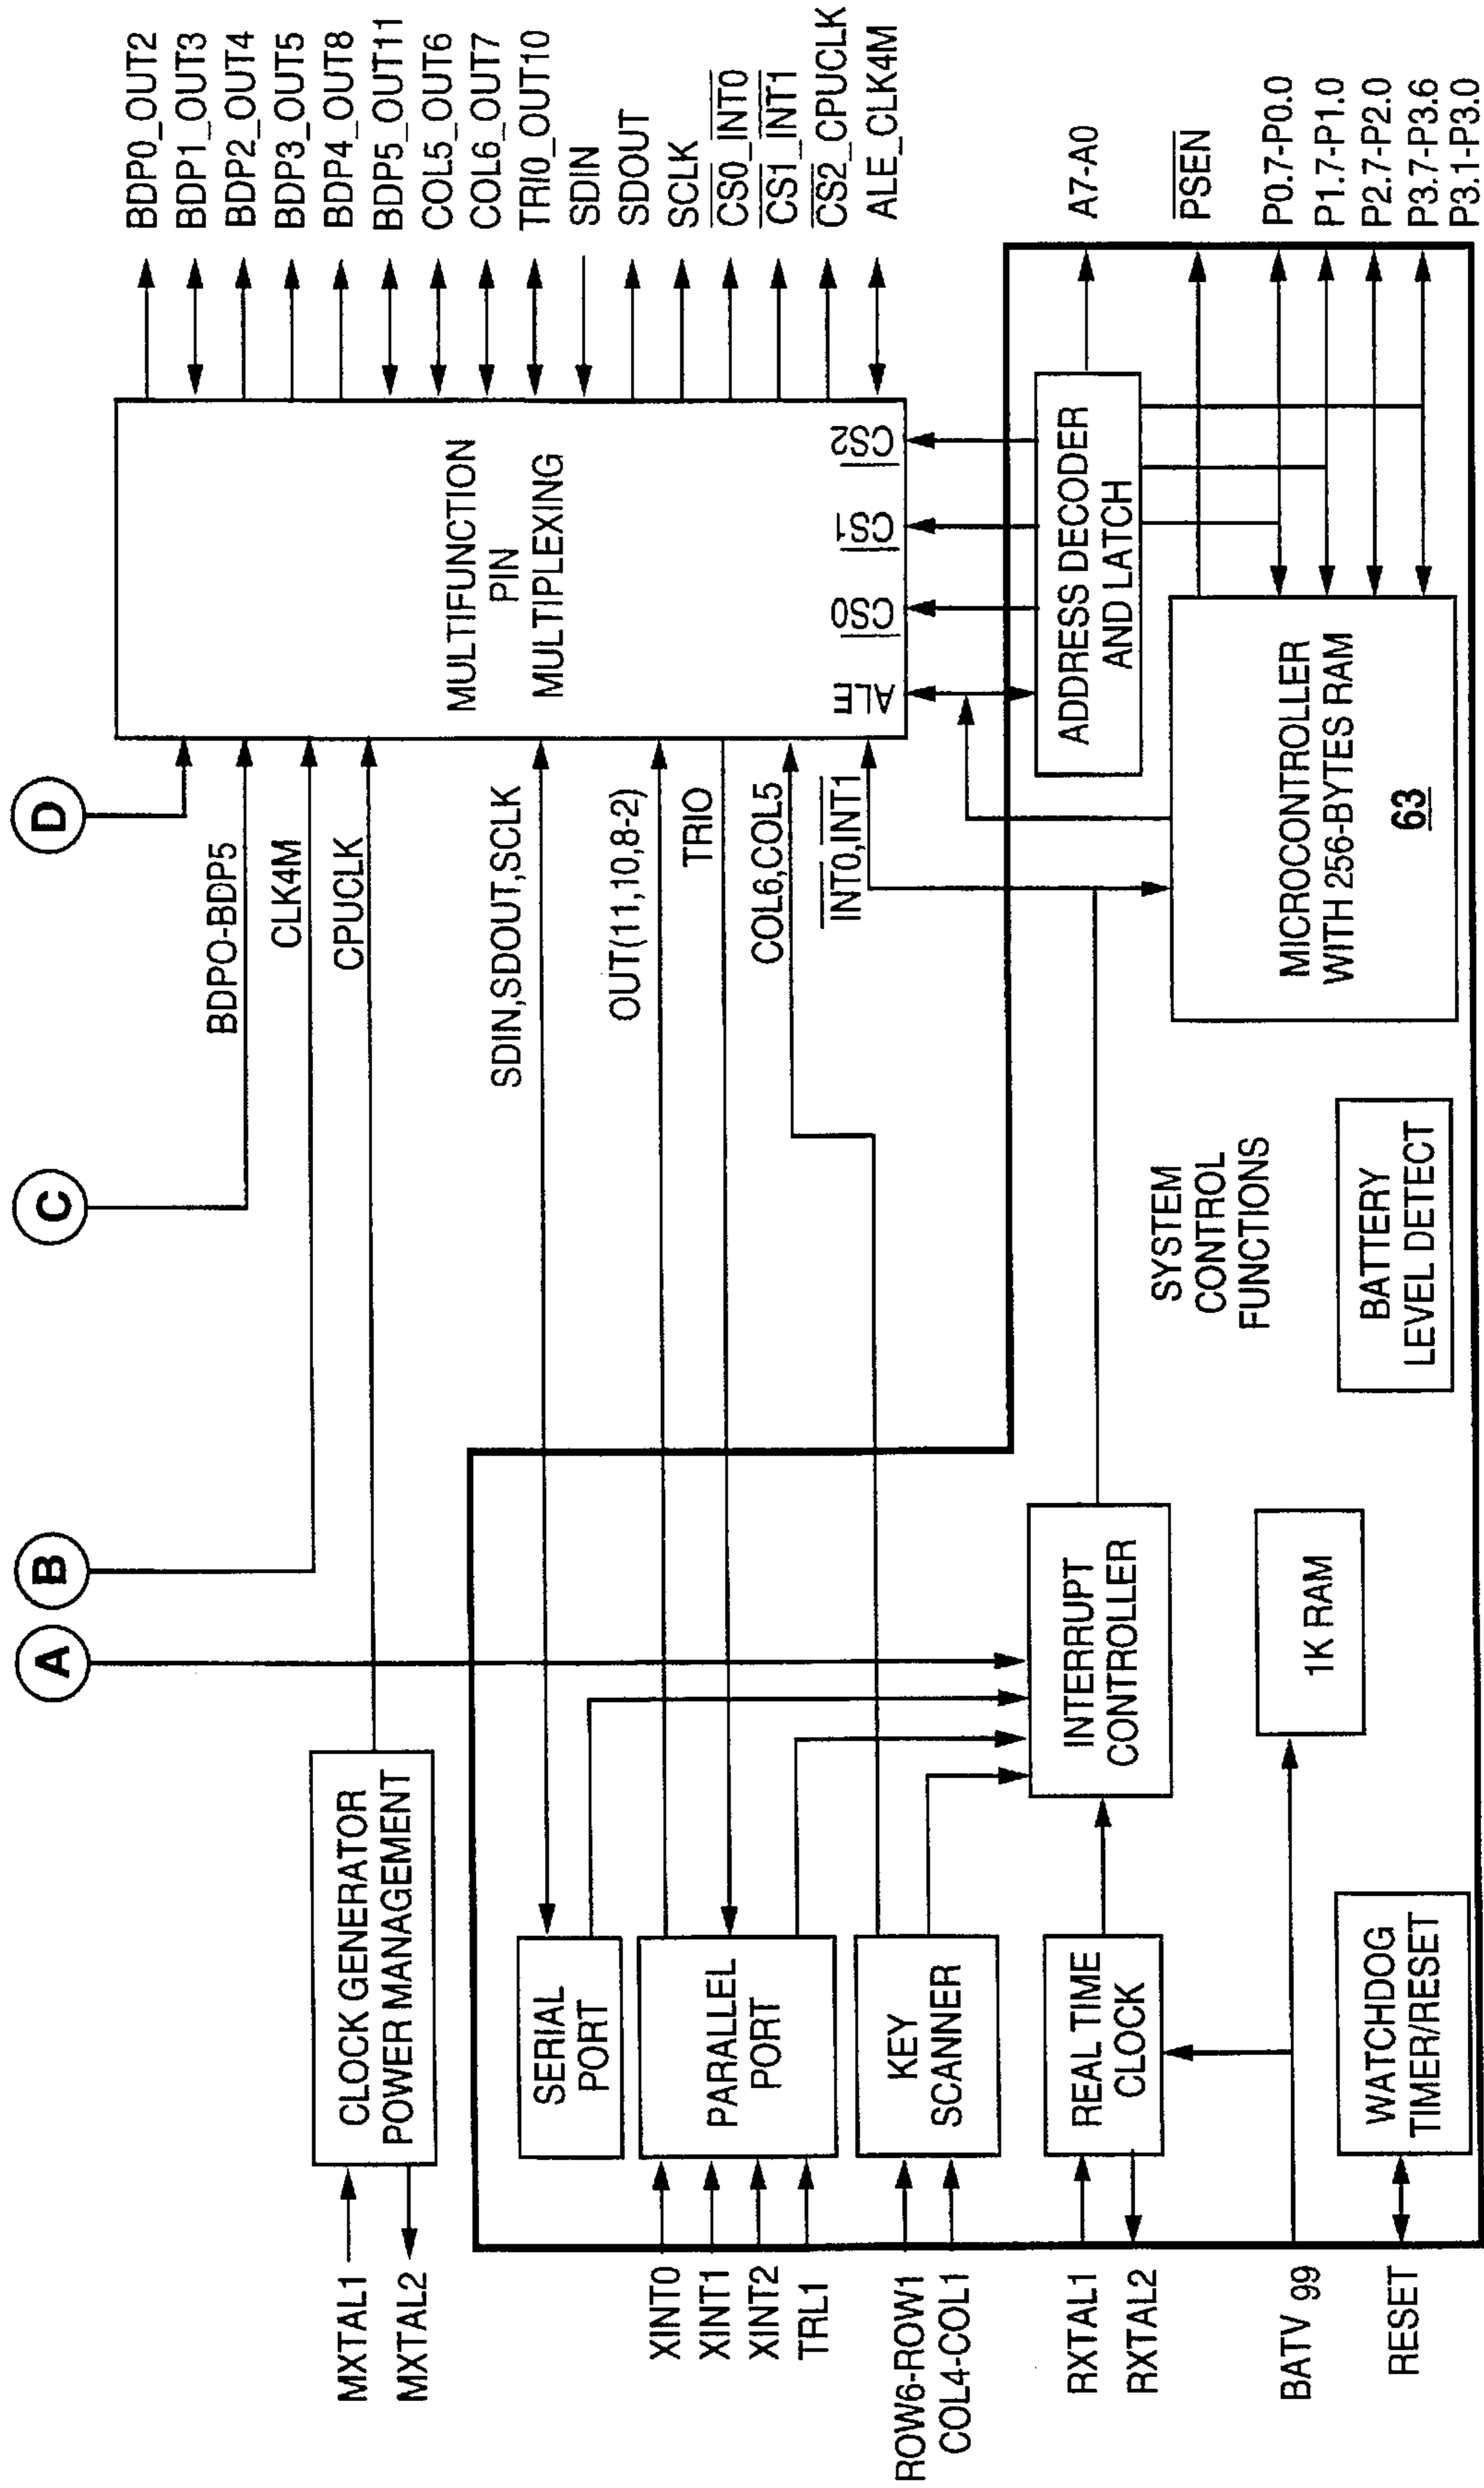 A
B
C
D
MXTAL1
MXTAL2
CLOCK GENERATOR
POWER MANAGEMENT
BDPO-BDP5
CLK4M
CPUCLK
SDIN,SDOUT,SCLK
OUT(11,10,8-2)
TRIO
COL6,COL5
INT0,INT1
MULTIFUNCTION
PIN
MULTIPLEXING
ALE
CS0
CS1
CS2
BDP0_OUT2
BDP1_OUT3
BDP2_OUT4
BDP3_OUT5
BDP4_OUT8
BDP5_OUT11
COL5_OUT6
COL6_OUT7
TRI0_OUT10
SDIN
SDOUT
SCLK
CS0_INT0
CS1_INT1
CS2_CPUCLK
ALE_CLK4M
XINT0
XINT1
XINT2
TRL1
ROW6-ROW1
COL4-COL1
RXTAL1
RXTAL2
BATV 99
RESET
SERIAL
PORT
PARALLEL
PORT
KEY
SCANNER
REAL TIME
CLOCK
WATCHDOG
TIMER/RESET
INTERRUPT
CONTROLLER
1K RAM
SYSTEM
CONTROL
FUNCTIONS
BATTERY
LEVEL DETECT
ADDRESS DECODER
AND LATCH
MICROCONTROLLER
WITH 256-BYTES RAM
63
A7-A0
PSEN
P0.7-P0.0
P1.7-P1.0
P2.7-P2.0
P3.7-P3.6
P3.1-P3.0